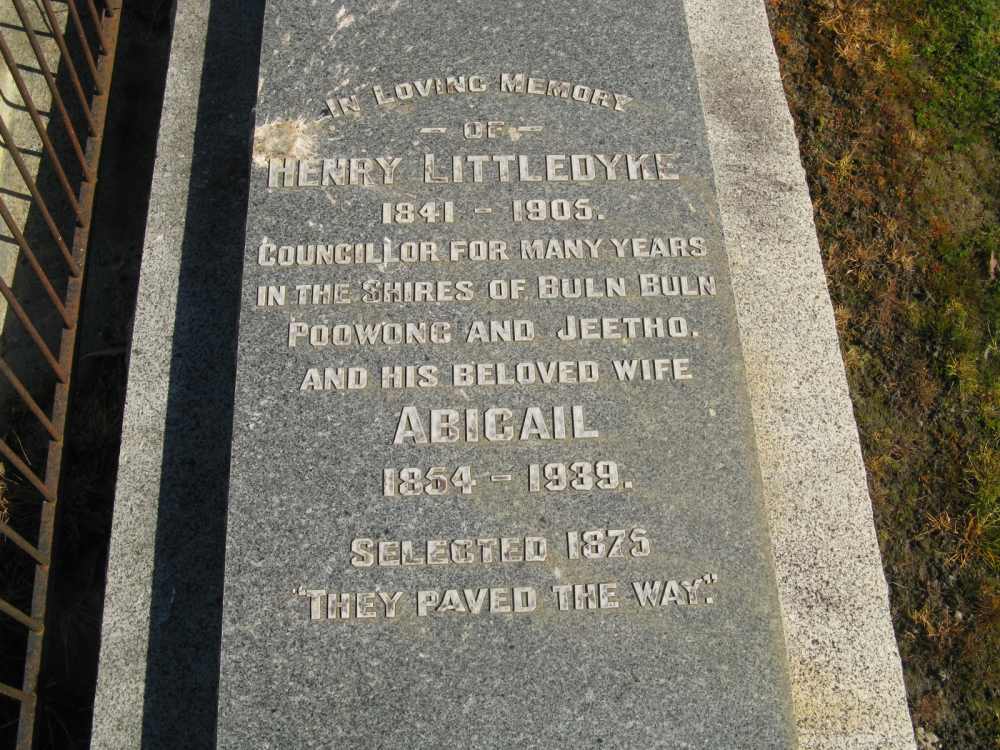 IN LOVING MEMORY
- OF -
HENRY LITTLEDYKE
1841 - 1905.
COUNCILLOR FOR MANY YEARS
IN THE SHIRES OF BULN BULN
POOWONG AND JEETHO.
AND HIS BELOVED WIFE
ABIGAIL
1854 - 1939.
SELECTED 1875
"THEY PAVED THE WAY."